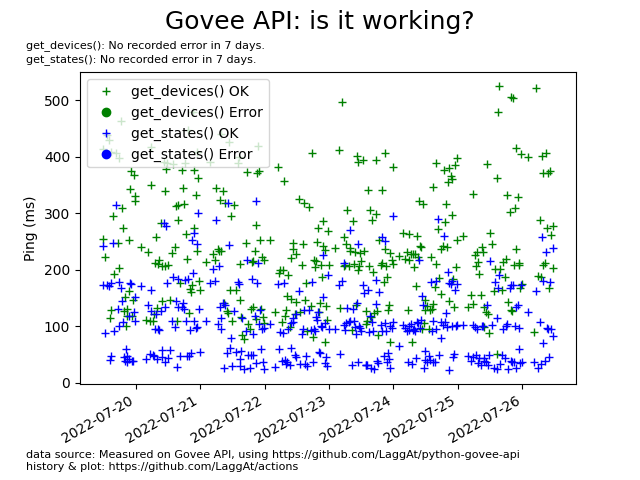 Govee API: is it working?
get_devices(): No recorded error in 7 days.
get_states(): No recorded error in 7 days.
get_devices() OK
get_devices() Error
get_states() OK
get_states() Error
Ping (ms)
500
400
300
200
100
0
2022-07-20
2022-07-21
2022-07-22
2022-07-23
2022-07-24
2022-07-25
2022-07-26
data source: Measured on Govee API, using https://github.com/LaggAt/python-govee-api
history & plot: https://github.com/LaggAt/actions